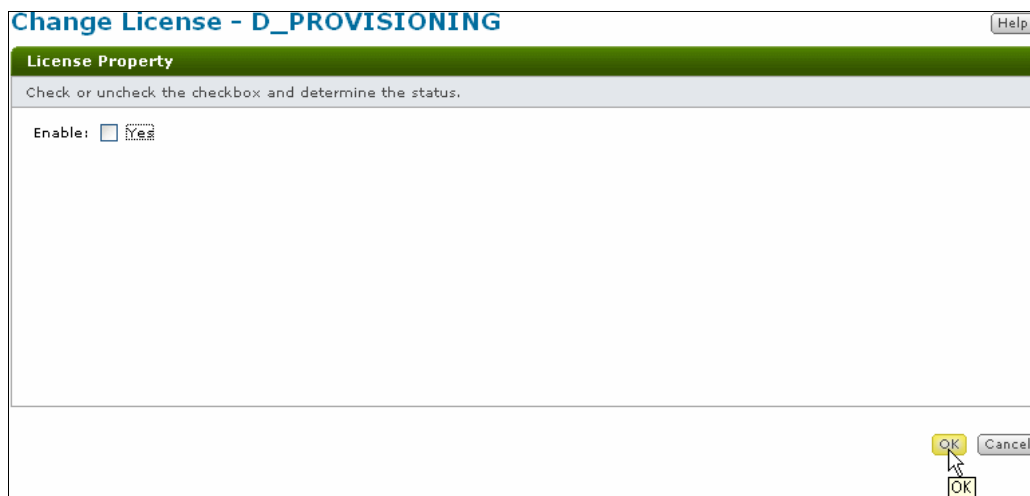 Change License - D_PROVISIONING
Help
License Property
Check or uncheck the checkbox and determine the status.
Enable: Yes
OK Cancel
OK